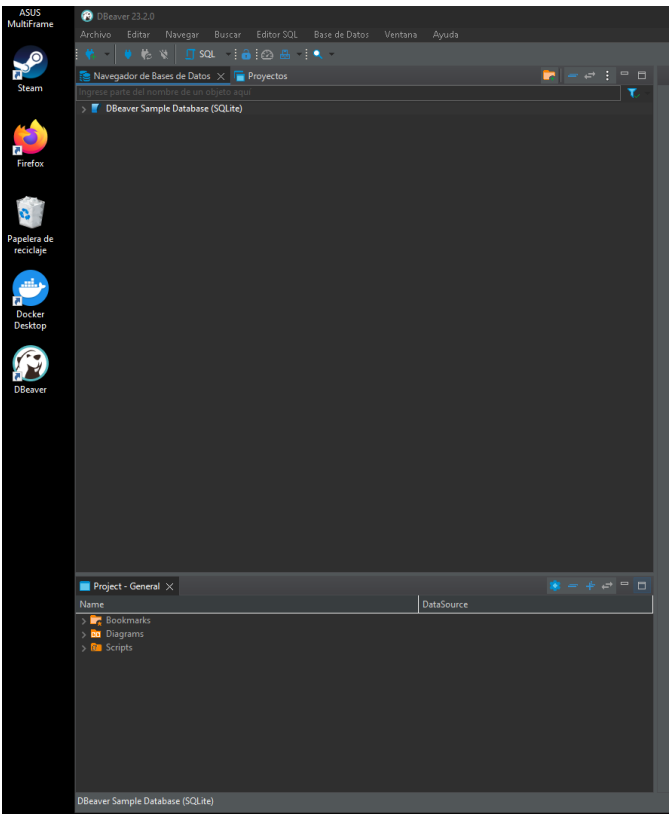 ASUS
MultiFrame
Steam
Firefox
Papelera de
reciclaje
Docker
Desktop
DBeaver
DBeaver 23.2.0
Archivo Editar Navegar Buscar Editor SQL Base de Datos Ventana Ayuda
SQL
Navegador de Bases de Datos Proyectos
Ingrese parte del nombre de un objeto aquí
DBeaver Sample Database (SQLite)
Project - General
Name DataSource
Bookmarks
Diagrams
Scripts
DBeaver Sample Database (SQLite)